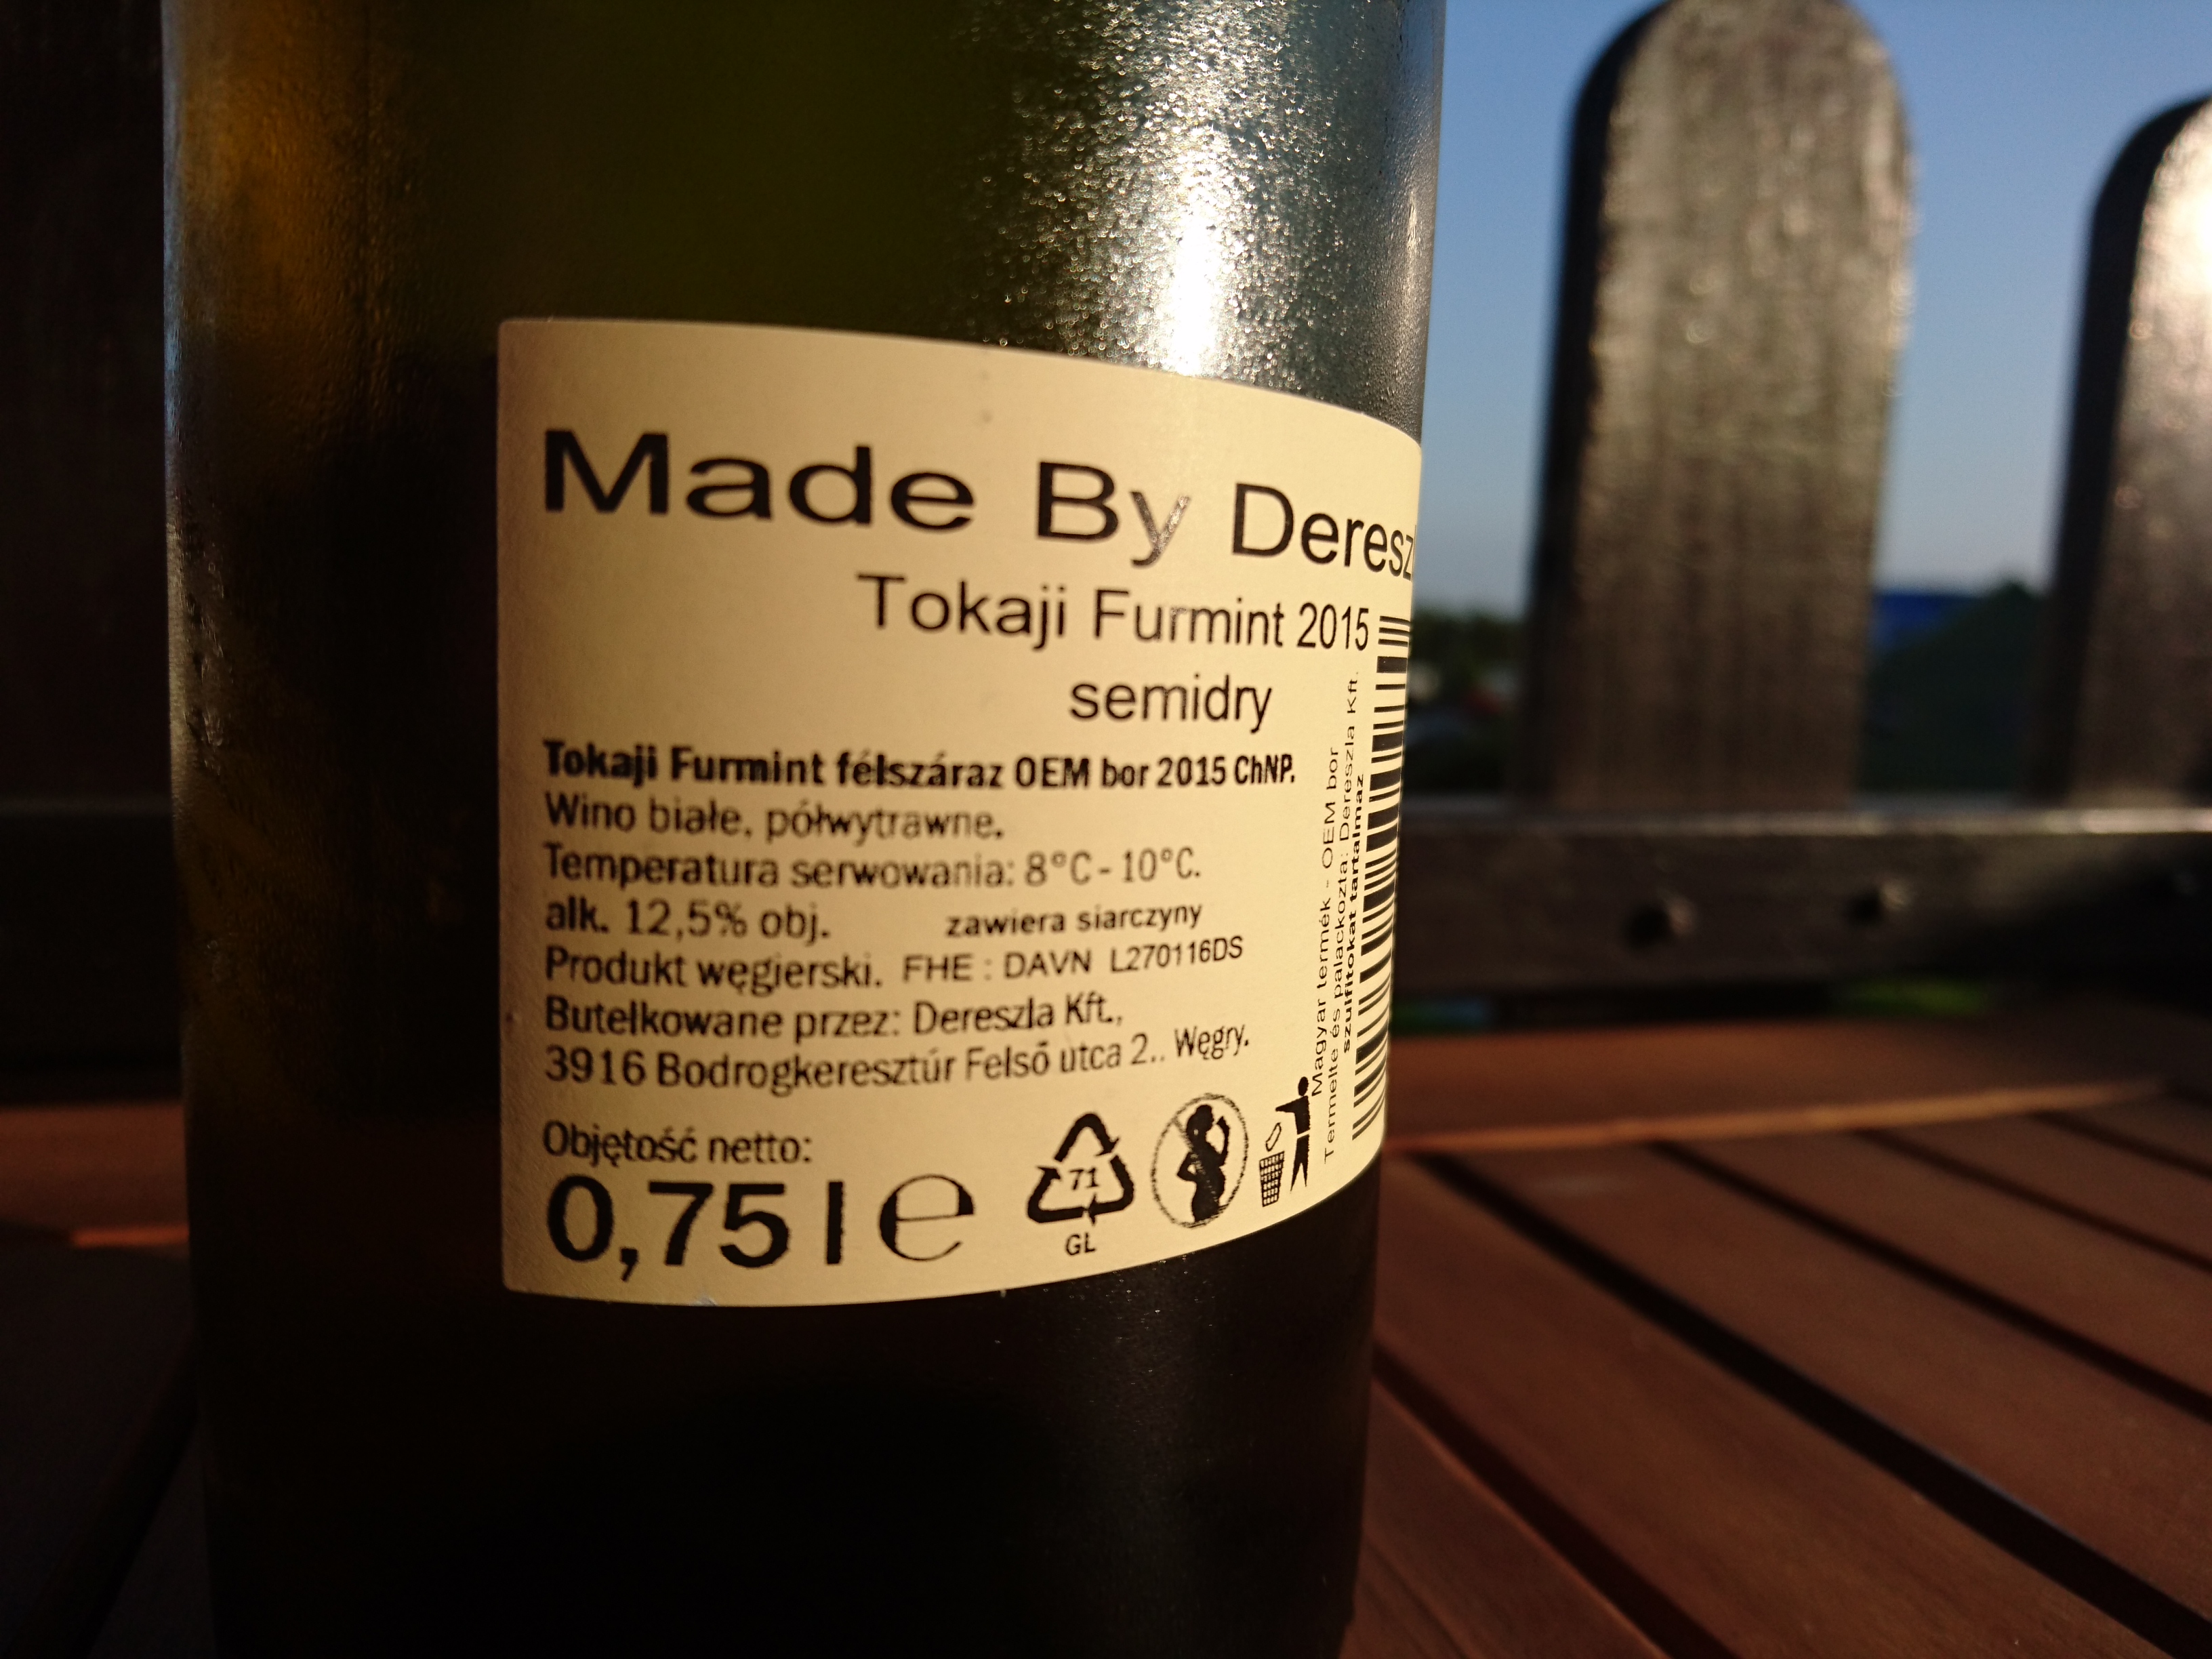 Made By Deresz
Tokaji Furmint 2015
semidry
Tokaji Furmint félszáraz OEM bor 2015 ChNP.
Wino białe, półwytrawne.
Temperatura serwowania: 8°C - 10°C.
alk. 12,5% obj. zawiera siarczyny
Produkt węgierski. FHE : DAVN L270116DS
Butelkowane przez: Dereszla Kft.,
3916 Bodrogkeresztúr Felső utca 2.. Węgry.
Objętość netto:
0,75 l e
71
GL
Magyar termék - OEM bor
Termelte és palackozta: Dereszla Kft.
szulfitokat tartalmaz